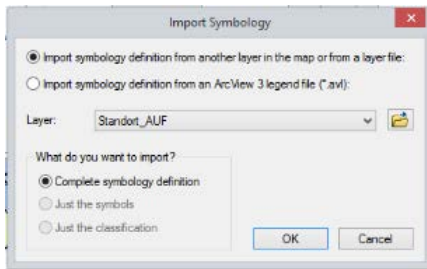 Import Symbology
Import symbology definition from another layer in the map or from a layer file:
Import symbology definition from an ArcView 3 legend file (*.avl):
Layer: Standort_AUF
What do you want to import?
Complete symbology definition
Just the symbols
Just the classification
OK Cancel